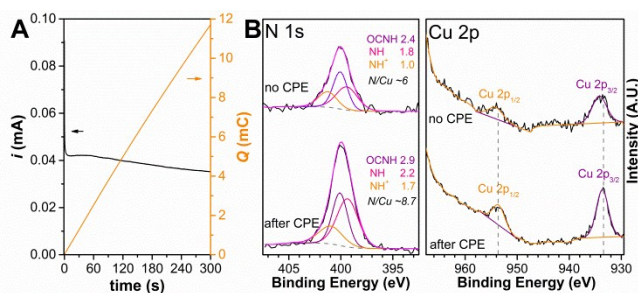 A
0.10
0.08
0.06
0.04
0.02
0.00
i (mA)
0
60
120
180
240
300
time (s)
12
10
8
6
4
2
0
Q (mC)
B
N 1s
OCNH 2.4
NH 1.8
NH⁺ 1.0
no CPE
N/Cu ~6
OCNH 2.9
NH 2.2
NH⁺ 1.7
N/Cu ~8.7
after CPE
405
400
395
Binding Energy (eV)
Cu 2p
Cu 2p₁/₂
Cu 2p₃/₂
no CPE
Cu 2p₁/₂
Cu 2p₃/₂
after CPE
960
950
940
930
Binding Energy (eV)
Intensity (A.U.)